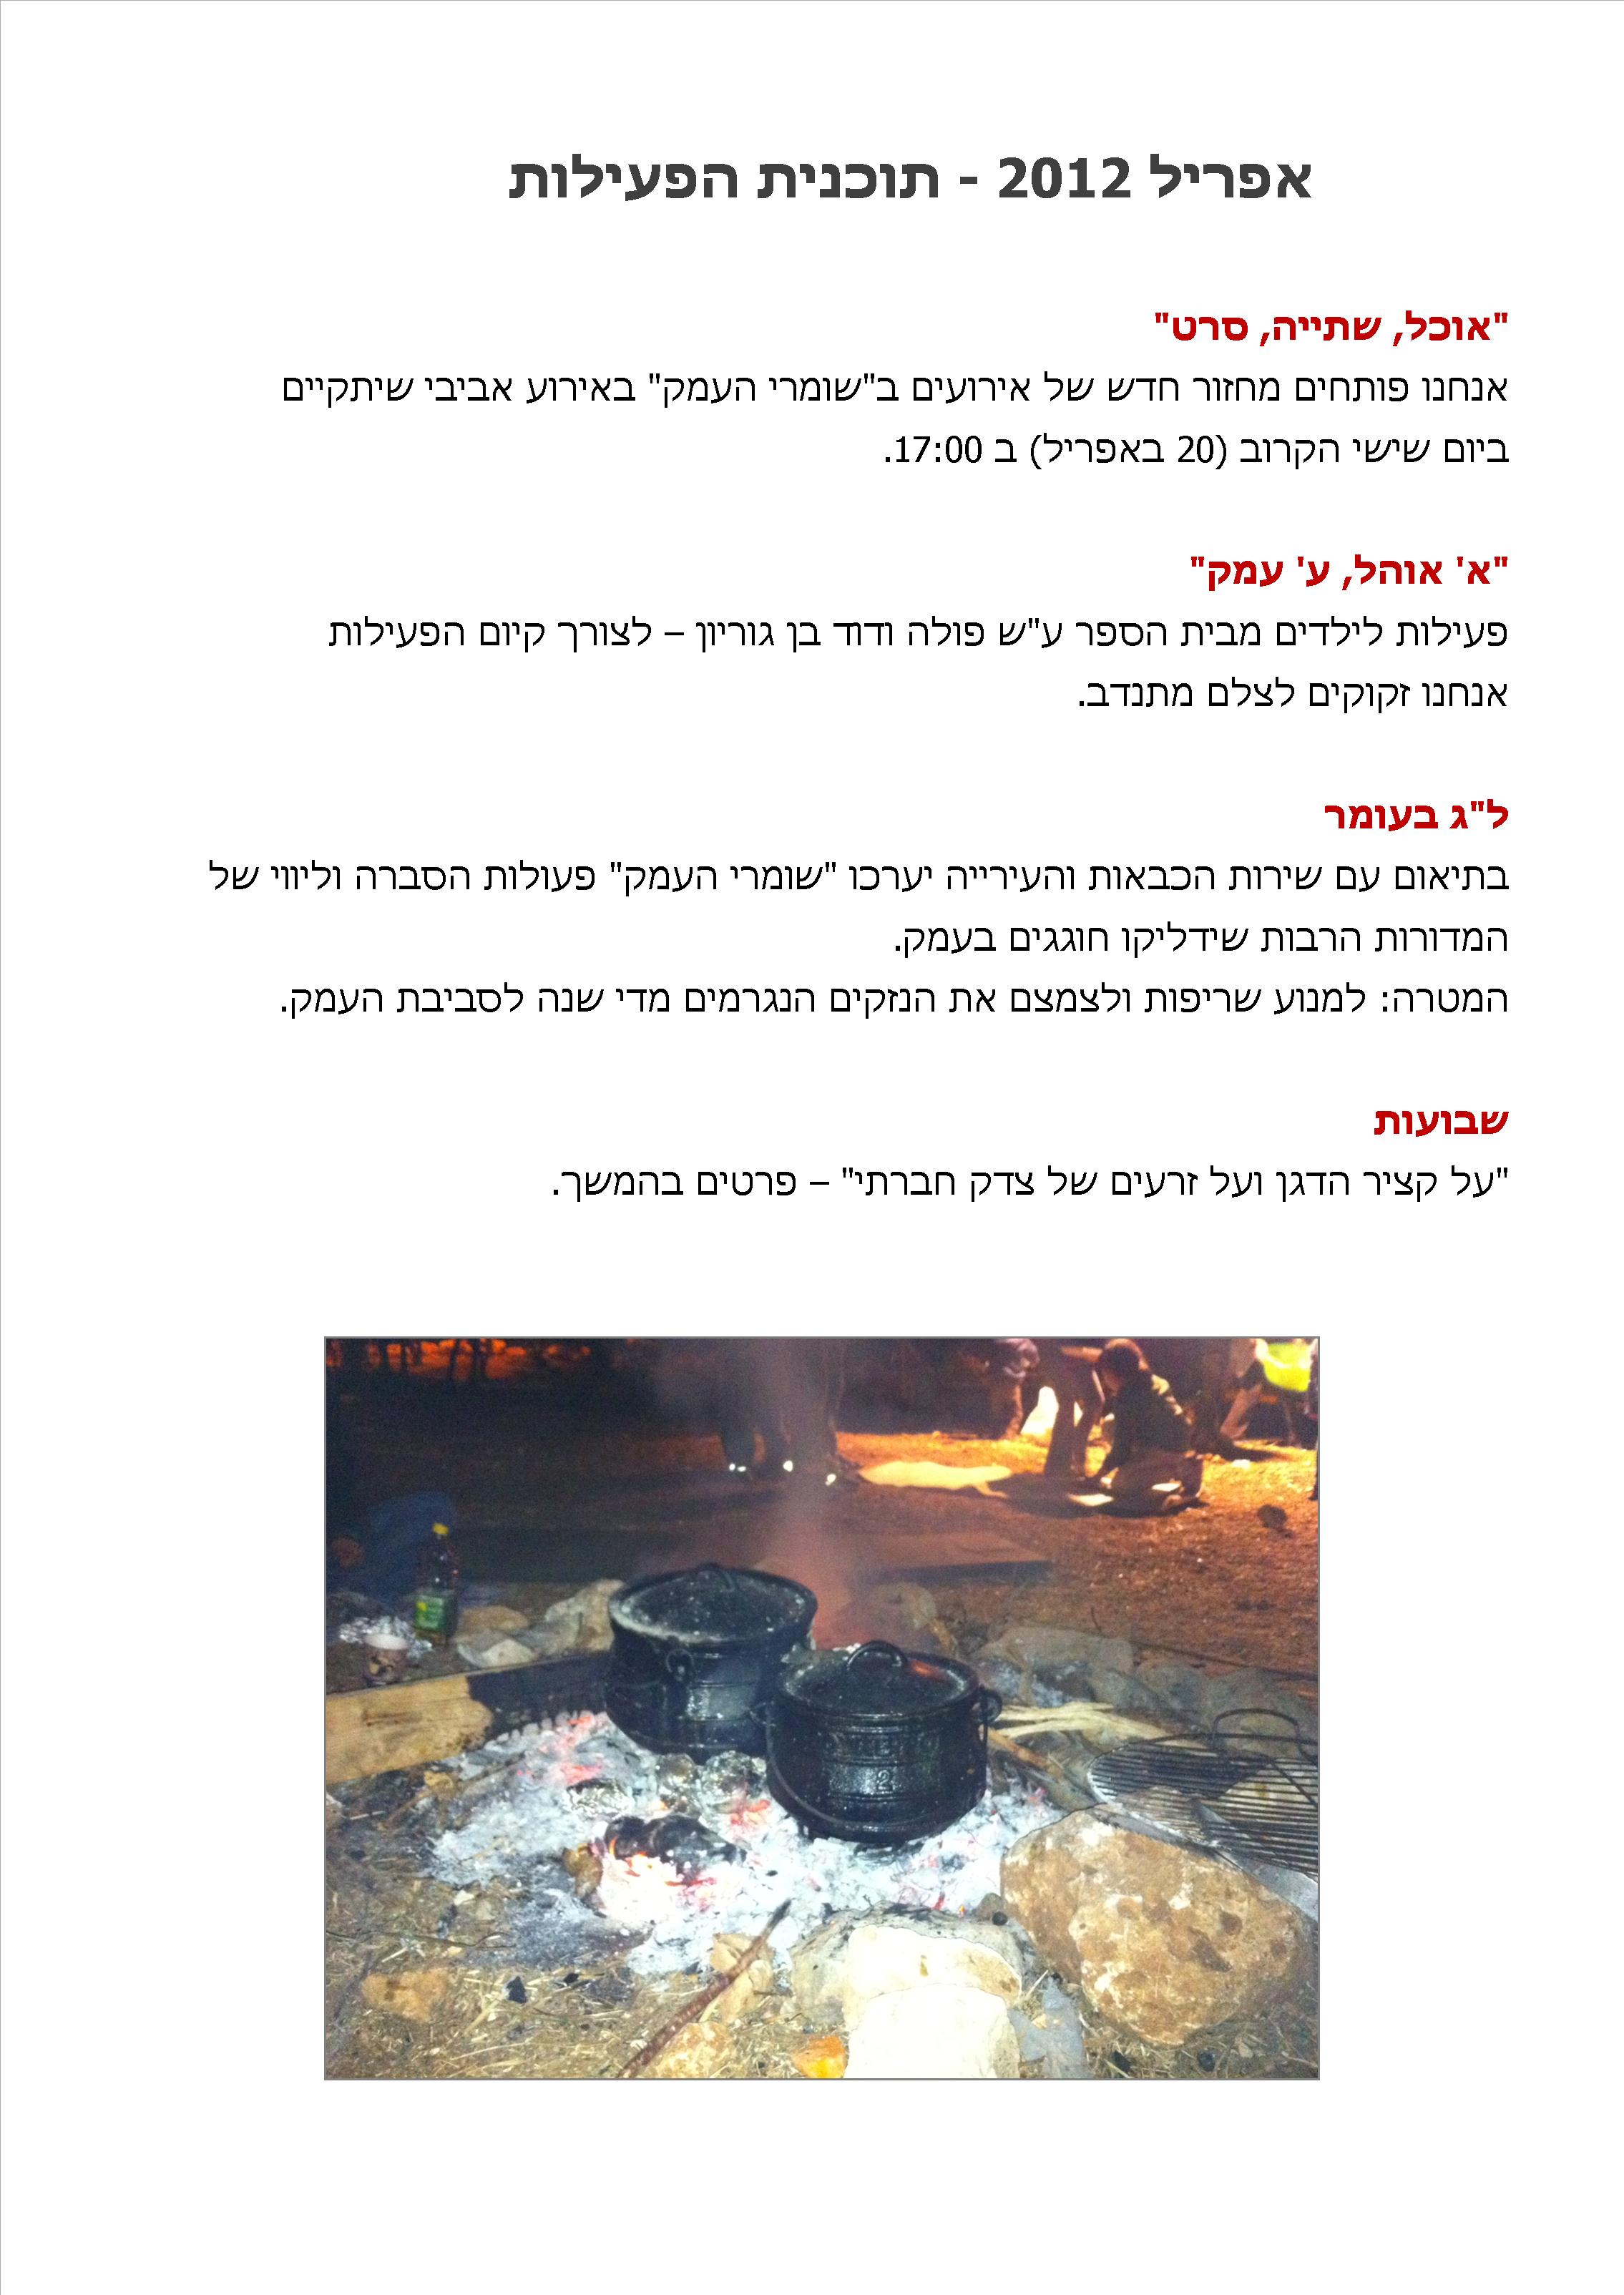 אפריל 2012 - תוכנית הפעילות
"אוכל, שתייה, סרט"
אנחנו פותחים מחזור חדש של אירועים ב"שומרי העמק" באירוע אביבי שיתקיים
ביום שישי הקרוב (20 באפריל) ב 17:00.
"א' אוהל, ע' עמק"
פעילות לילדים מבית הספר ע"ש פולה ודוד בן גוריון – לצורך קיום הפעילות
אנחנו זקוקים לצלם מתנדב.
ל"ג בעומר
בתיאום עם שירות הכבאות והעירייה יערכו "שומרי העמק" פעולות הסברה וליווי של
המדורות הרבות שידליקו חוגגים בעמק.
המטרה: למנוע שריפות ולצמצם את הנזקים הנגרמים מדי שנה לסביבת העמק.
שבועות
"על קציר הדגן ועל זרעים של צדק חברתי" – פרטים בהמשך.